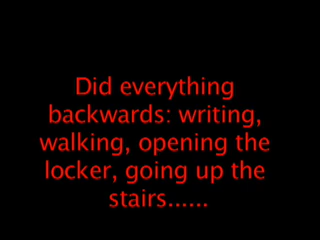 Did everything
backwards: writing,
walking, opening the
locker, going up the
stairs......